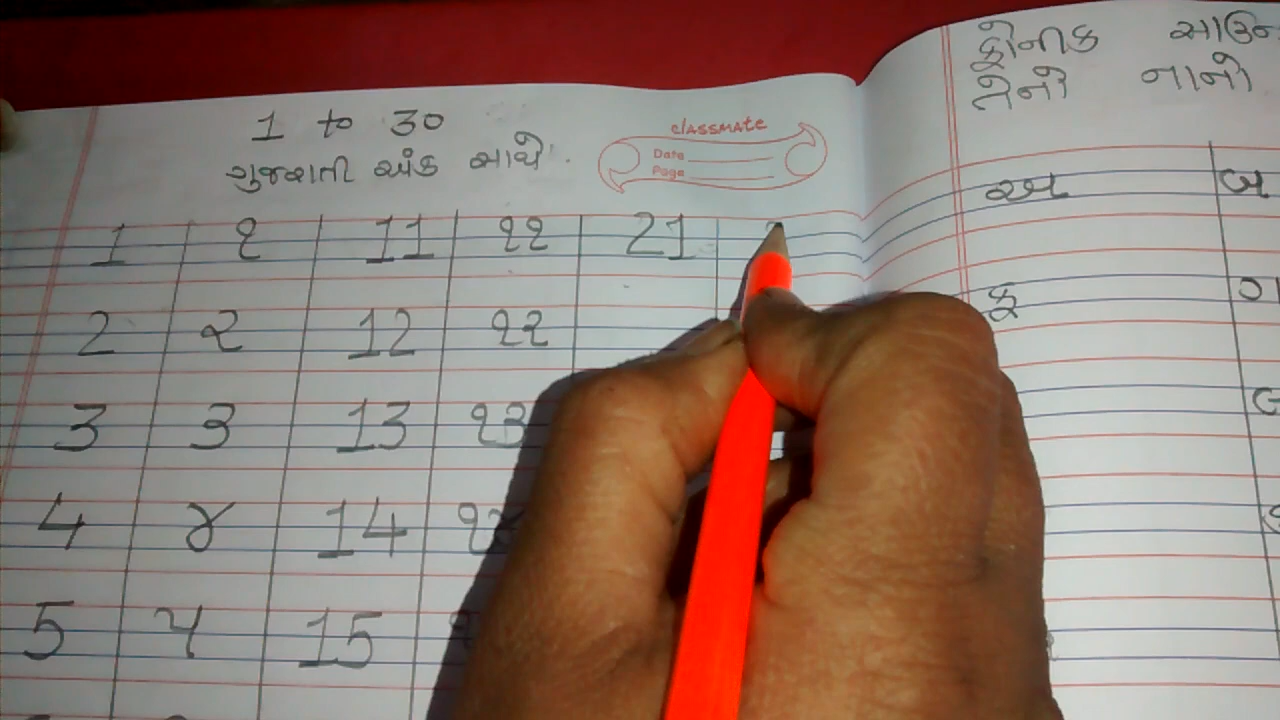 1 to 30
ગુજરાતી અંક સાથે.
classmate
Date
Page
1 ૧ 11 ૧૧ 21
2 ૨ 12 ૧૨
3 ૩ 13 ૧૩
4 ૪ 14 ૧૪
5 ૫ 15
ફોનીક
તેનો નાનો
અ બ
ફ